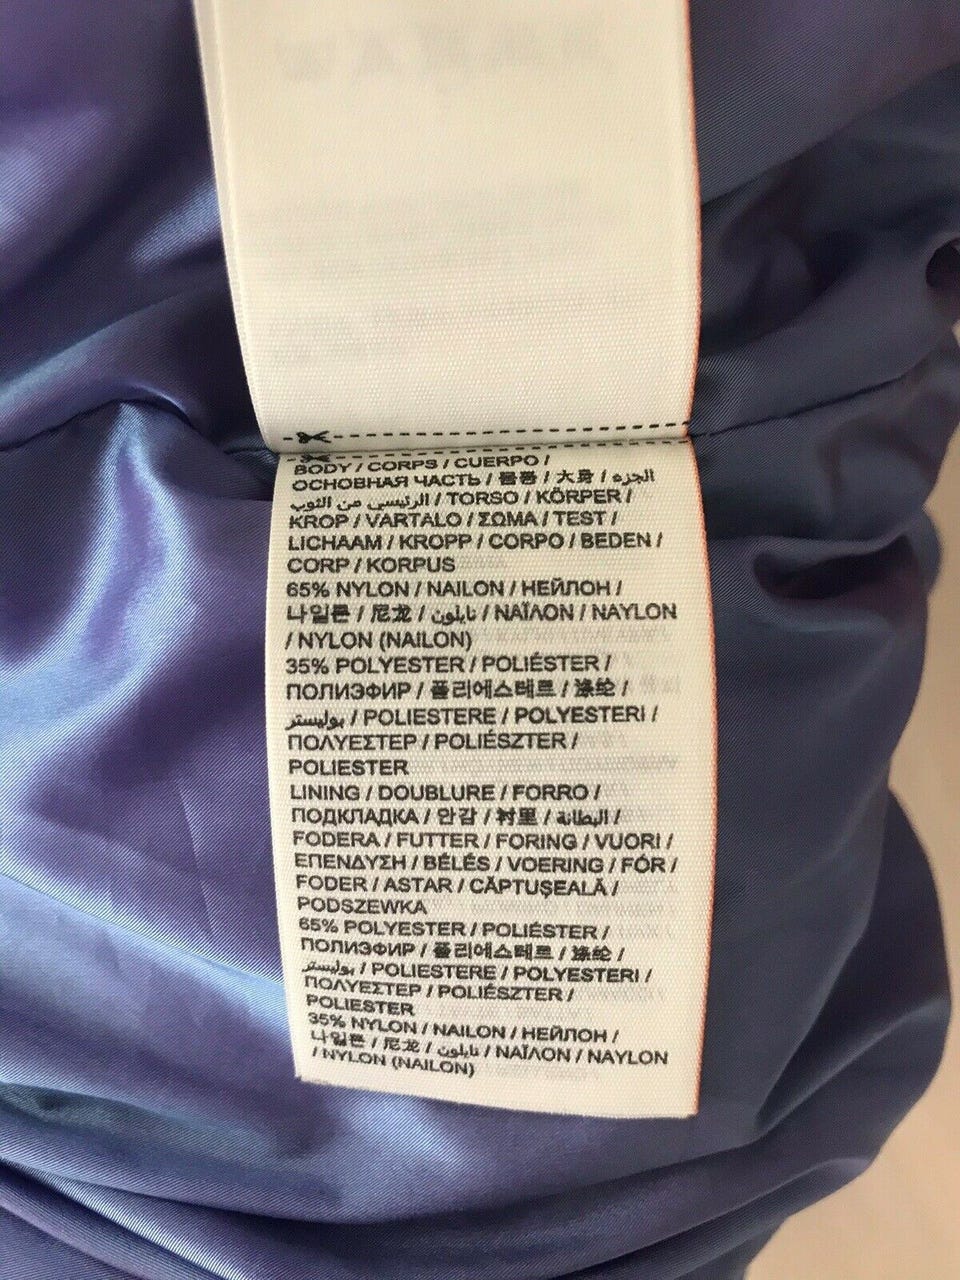 BODY / CORPS / CUERPO /
ОСНОВНАЯ ЧАСТЬ / 몸통 / 大身 / الجزء
الرئيسي من الثوب / TORSO / KÖRPER /
KROP / VARTALO / ΣΩΜΑ / TEST /
LICHAAM / KROPP / CORPO / BEDEN /
CORP / KORPUS
65% NYLON / NAILON / НЕЙЛОН /
나일론 / 尼龙 / نايلون / ΝΑΪΛΟΝ / NAYLON
/ NYLON (NAILON)
35% POLYESTER / POLIÉSTER /
ПОЛИЭФИР / 폴리에스테르 / 涤纶 /
بوليستر / POLIESTERE / POLYESTERI /
ΠΟΛΥΕΣΤΕΡ / POLIÉSZTER /
POLIESTER
LINING / DOUBLURE / FORRO /
ПОДКЛАДКА / 안감 / 衬里 / البطانة /
FODERA / FUTTER / FORING / VUORI /
ΕΠΕΝΔΥΣΗ / BÉLÉS / VOERING / FÓR /
FODER / ASTAR / CĂPTUŞEALĂ /
PODSZEWKA
65% POLYESTER / POLIÉSTER /
ПОЛИЭФИР / 폴리에스테르 / 涤纶 /
بوليستر / POLIESTERE / POLYESTERI /
ΠΟΛΥΕΣΤΕΡ / POLIÉSZTER /
POLIESTER
35% NYLON / NAILON / НЕЙЛОН /
나일론 / 尼龙 / نايلون / ΝΑΪΛΟΝ / NAYLON
/ NYLON (NAILON)